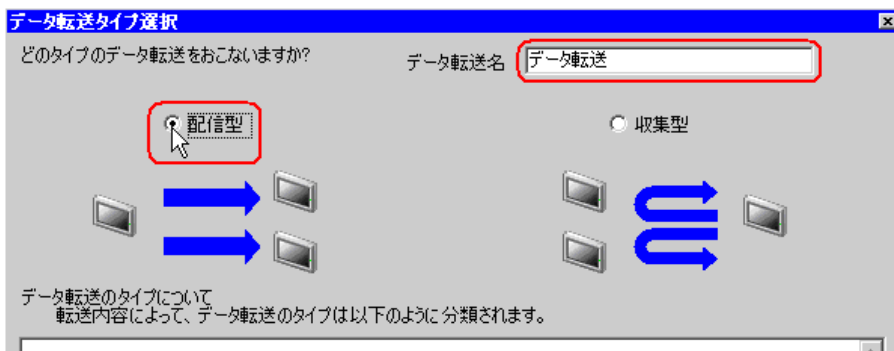 データ転送タイプ選択
どのタイプのデータ転送をおこないますか?
データ転送名 データ転送
配信型
収集型
データ転送のタイプについて
転送内容によって、データ転送のタイプは以下のように分類されます。